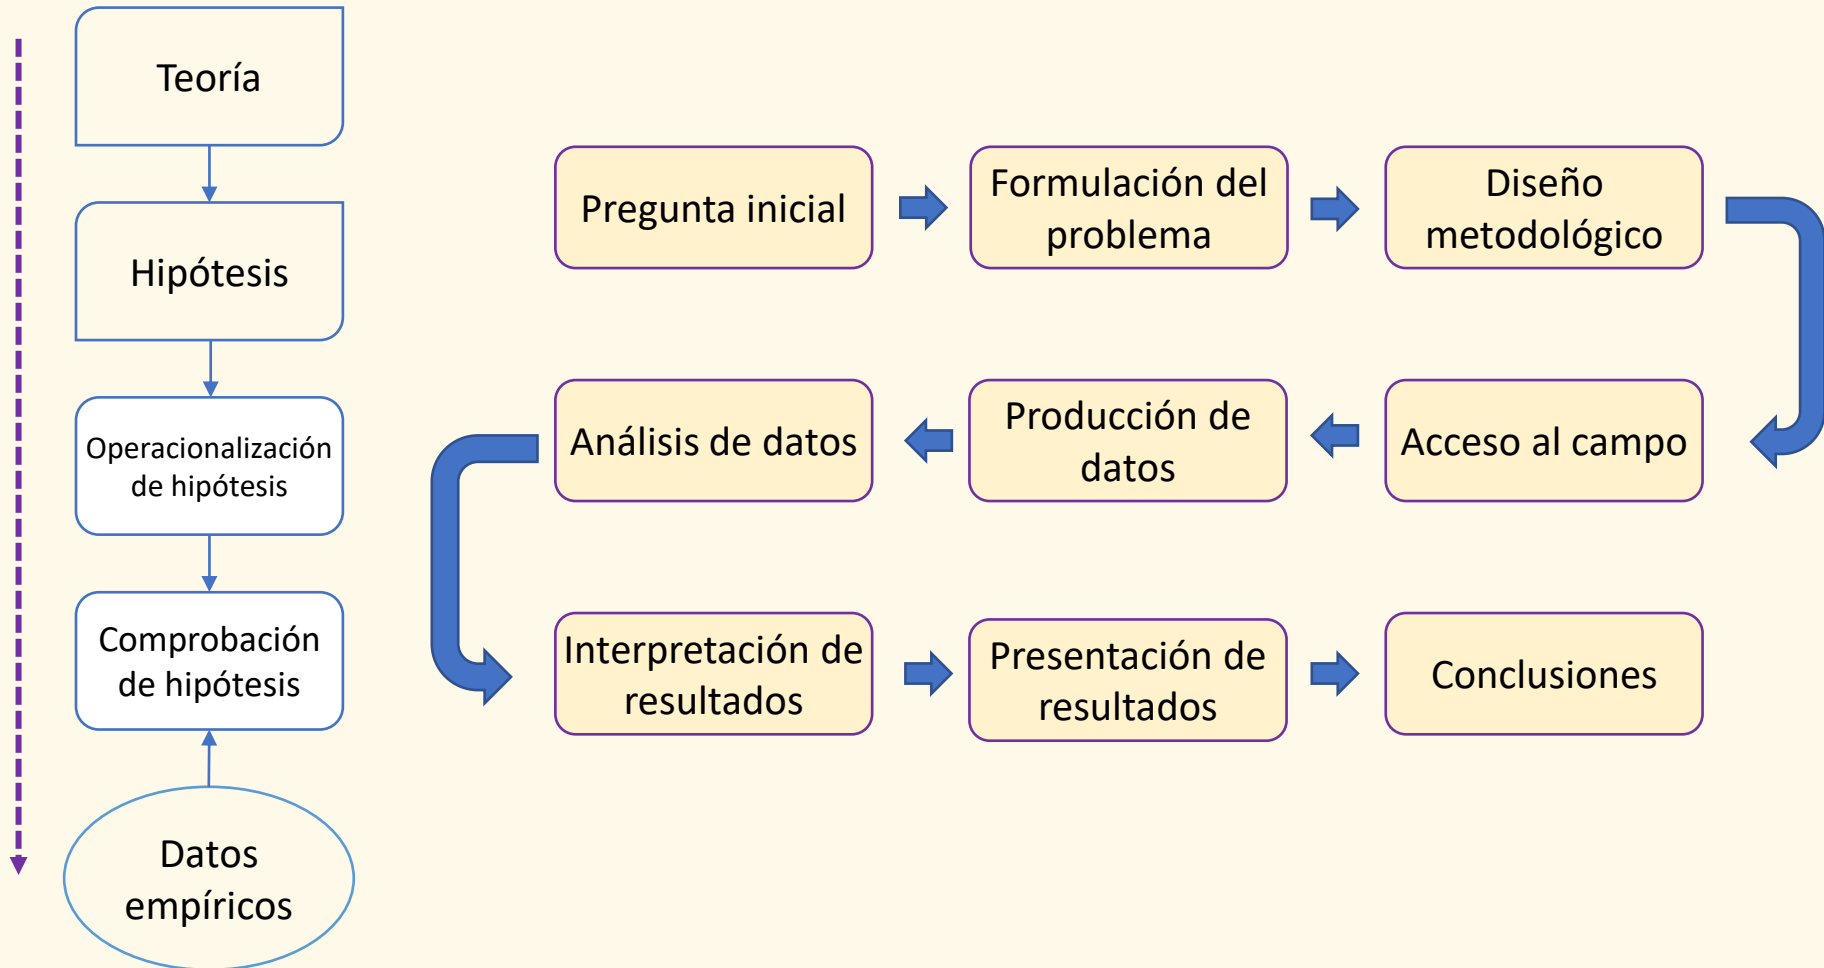 Teoría
Hipótesis
Operacionalización
de hipótesis
Comprobación
de hipótesis
Datos
empíricos
Pregunta inicial
Formulación del
problema
Diseño
metodológico
Acceso al campo
Producción de
datos
Análisis de datos
Interpretación de
resultados
Presentación de
resultados
Conclusiones